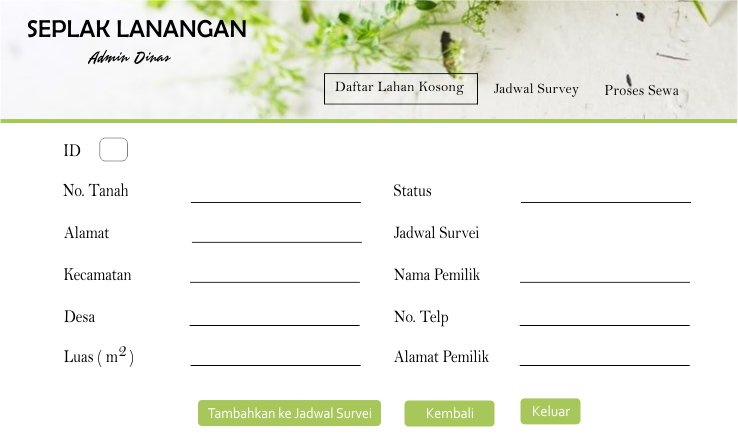 SEPLAK LANANGAN
Admin Dinas
Daftar Lahan Kosong
Jadwal Survey
Proses Sewa
ID
No. Tanah
Status
Alamat
Jadwal Survei
Kecamatan
Nama Pemilik
Desa
No. Telp
Luas ( m² )
Alamat Pemilik
Tambahkan ke Jadwal Survei
Kembali
Keluar